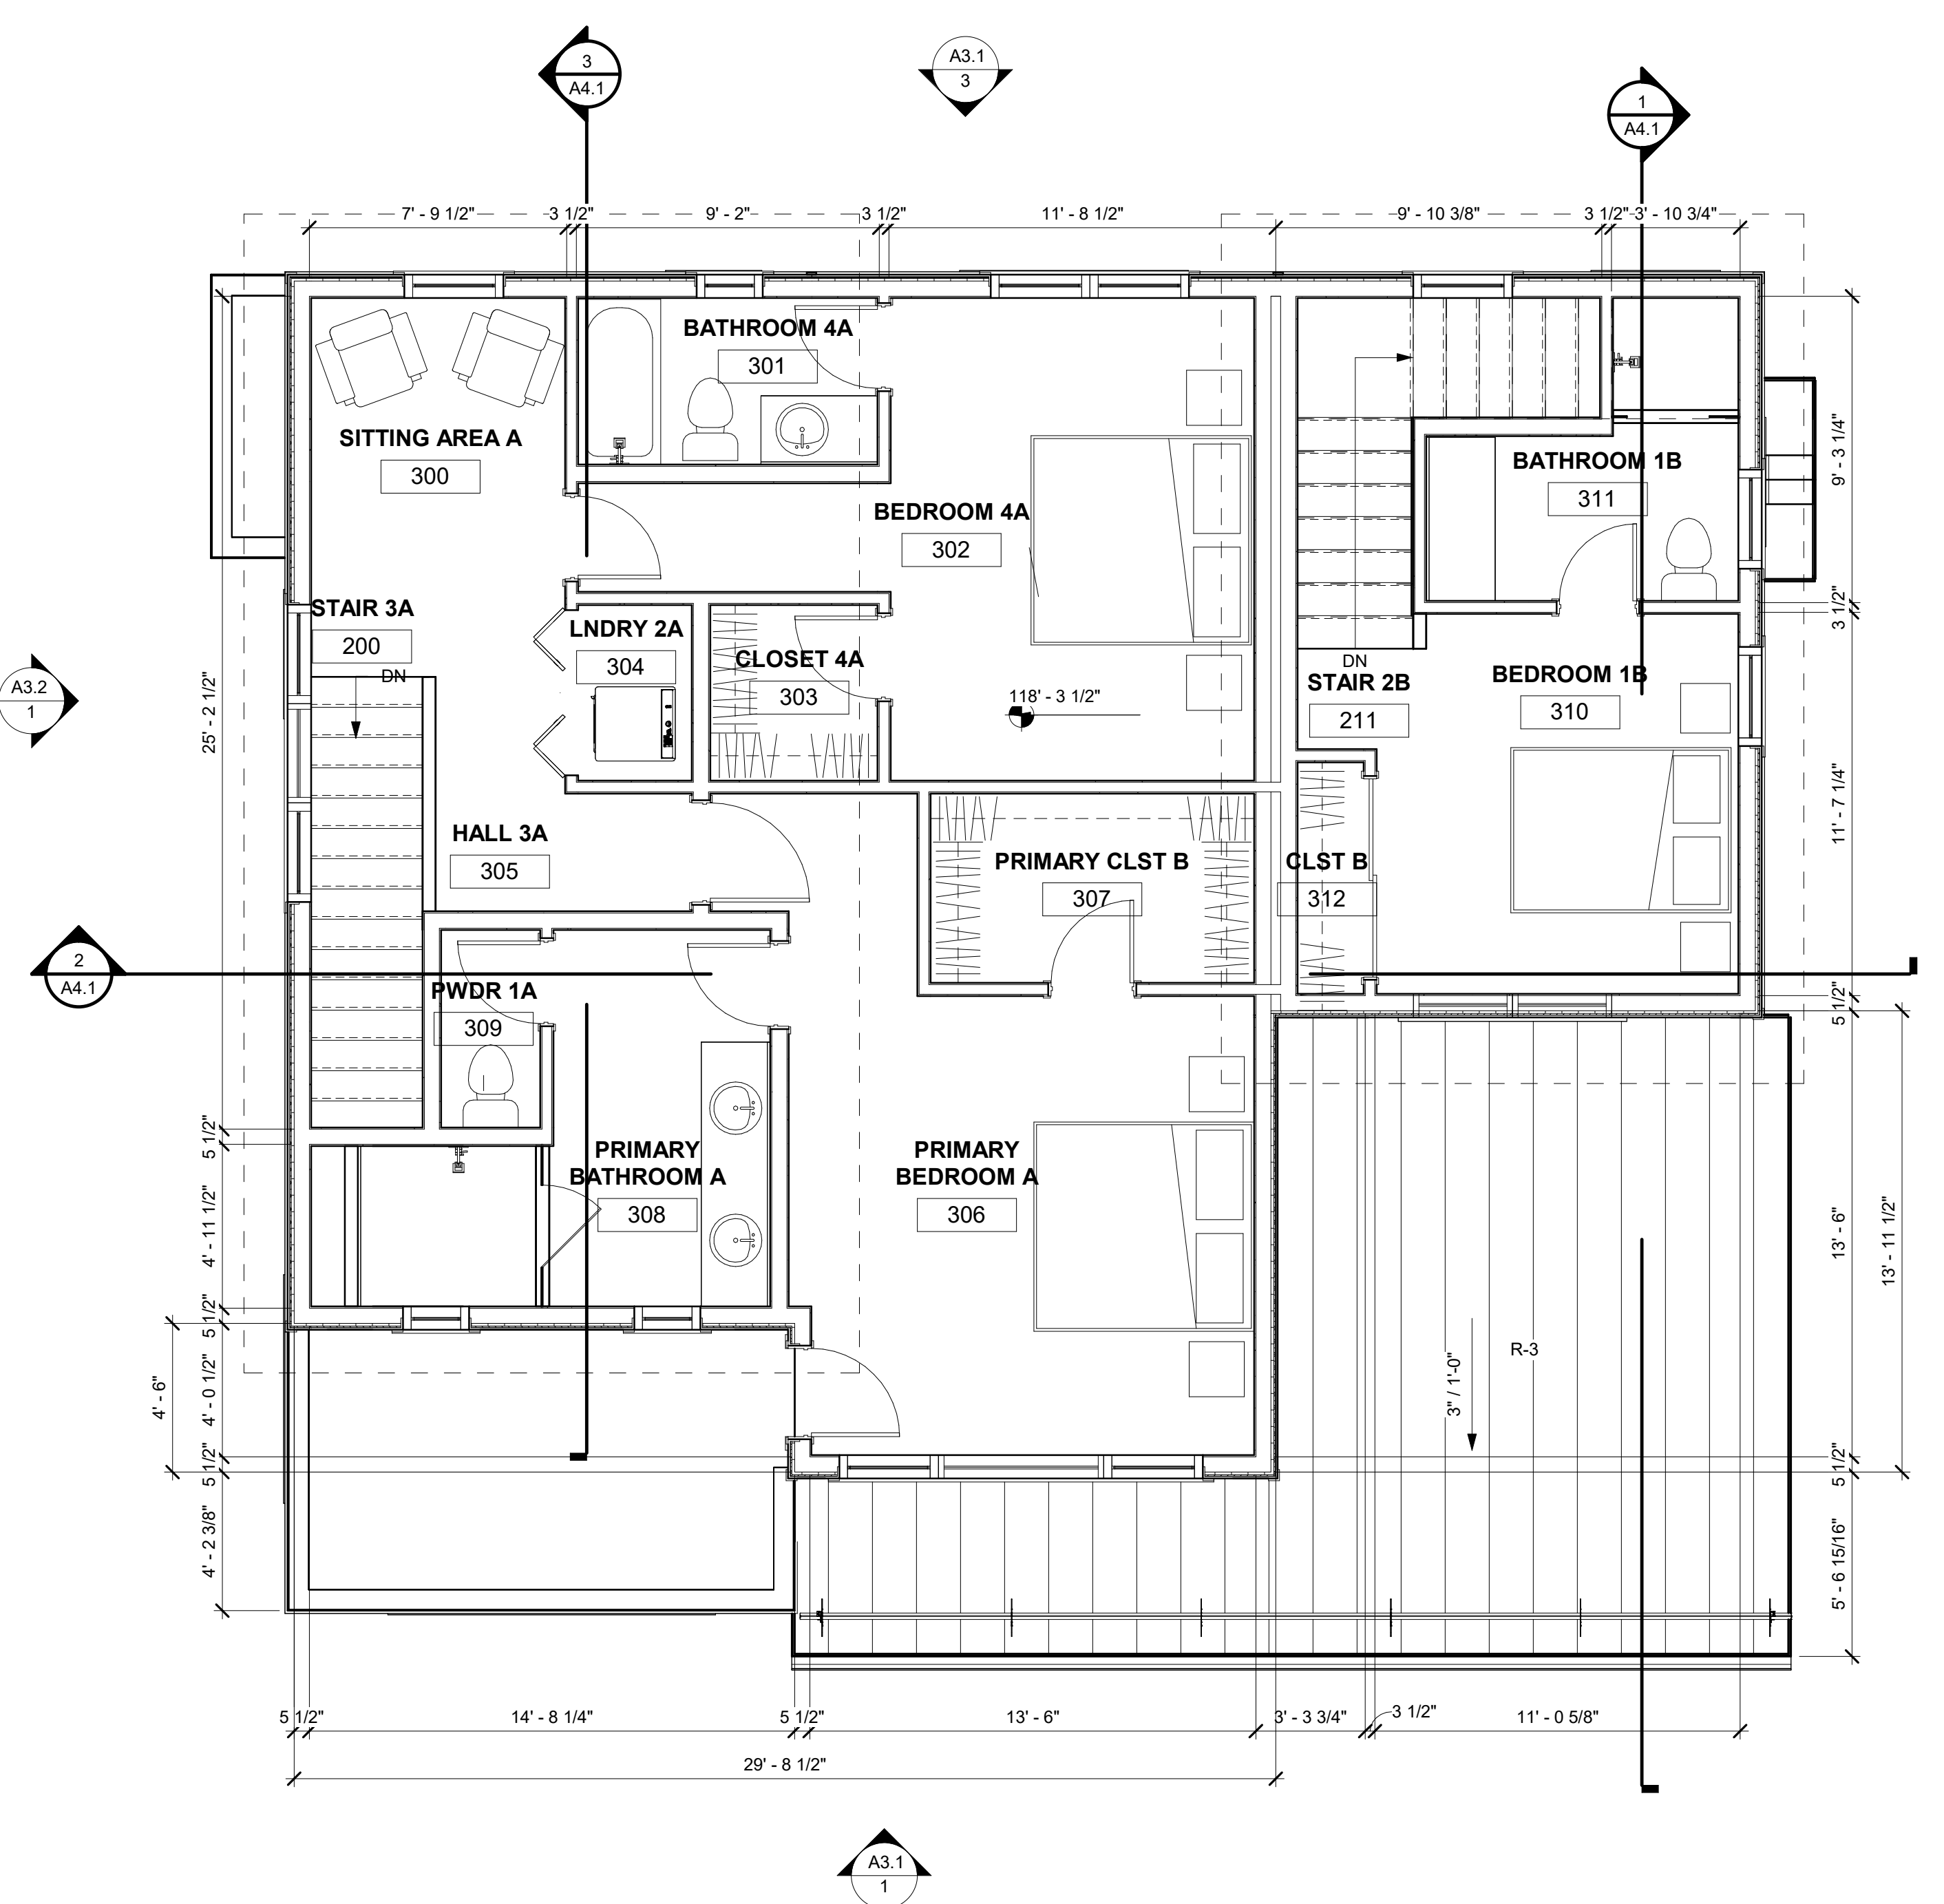 3
A4.1
A3.1
3
1
A4.1
7' - 9 1/2"
3 1/2"
9' - 2"
3 1/2"
11' - 8 1/2"
9' - 10 3/8"
3 1/2"
3' - 10 3/4"
BATHROOM 4A
301
SITTING AREA A
300
BEDROOM 4A
302
BATHROOM 1B
311
9' - 3 1/4"
3 1/2"
STAIR 3A
200
DN
LNDRY 2A
304
CLOSET 4A
303
118' - 3 1/2"
DN
STAIR 2B
211
BEDROOM 1B
310
A3.2
1
25' - 2 1/2"
11' - 7 1/4"
HALL 3A
305
PRIMARY CLST B
307
CLST B
312
2
A4.1
PWDR 1A
309
5 1/2"
5 1/2"
PRIMARY
BATHROOM A
308
PRIMARY
BEDROOM A
306
4' - 11 1/2"
13' - 6"
13' - 11 1/2"
5 1/2"
R-3
3" / 1'-0"
4' - 6"
4' - 0 1/2"
5 1/2"
5 1/2"
4' - 2 3/8"
5' - 6 15/16"
5 1/2"
14' - 8 1/4"
5 1/2"
13' - 6"
3' - 3 3/4"
3 1/2"
11' - 0 5/8"
29' - 8 1/2"
A3.1
1